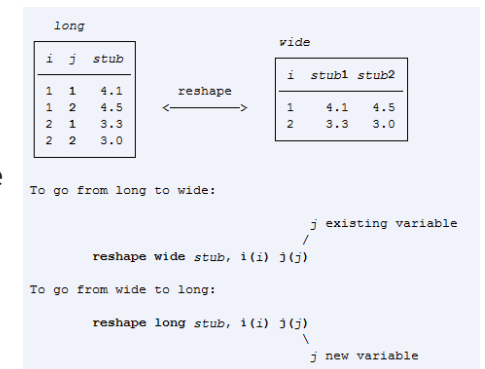 long
i j stub
1 1 4.1
1 2 4.5
2 1 3.3
2 2 3.0
reshape
<———>
wide
i stub1 stub2
1 4.1 4.5
2 3.3 3.0
e
To go from long to wide:
j existing variable
/
reshape wide stub, i(i) j(j)
To go from wide to long:
reshape long stub, i(i) j(j)
\
j new variable